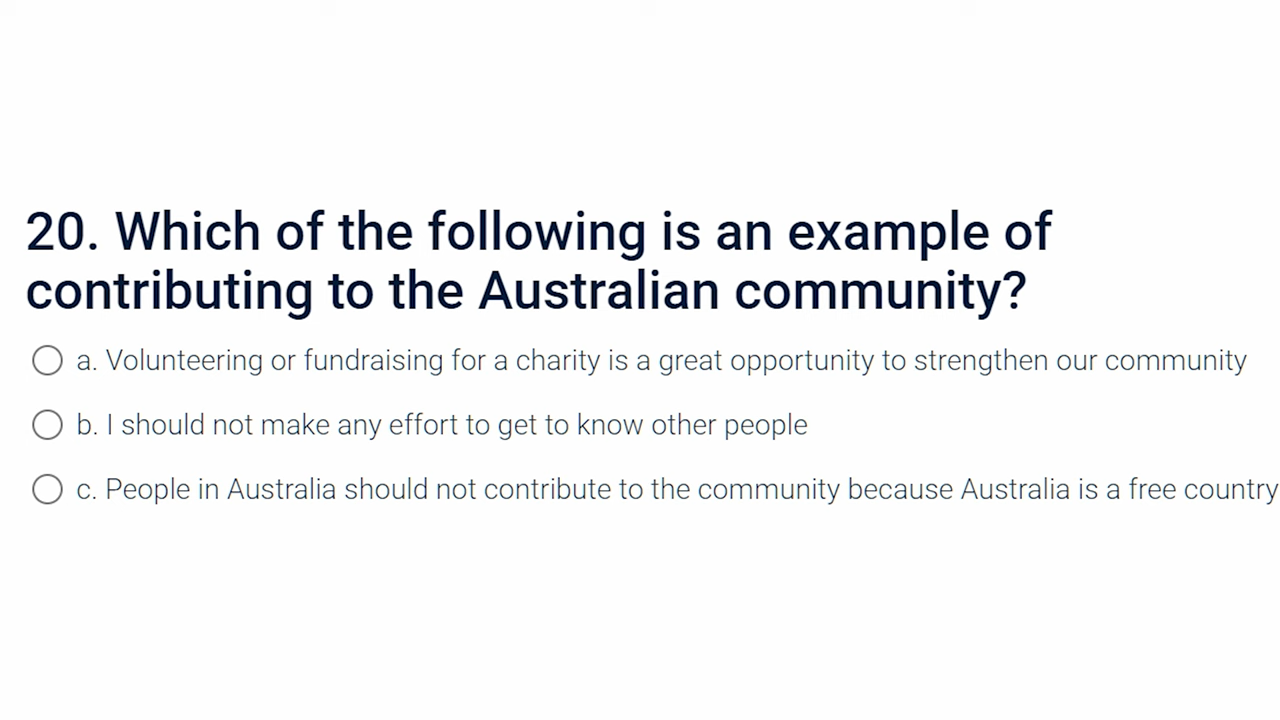 20. Which of the following is an example of
contributing to the Australian community?
a. Volunteering or fundraising for a charity is a great opportunity to strengthen our community
b. I should not make any effort to get to know other people
c. People in Australia should not contribute to the community because Australia is a free country